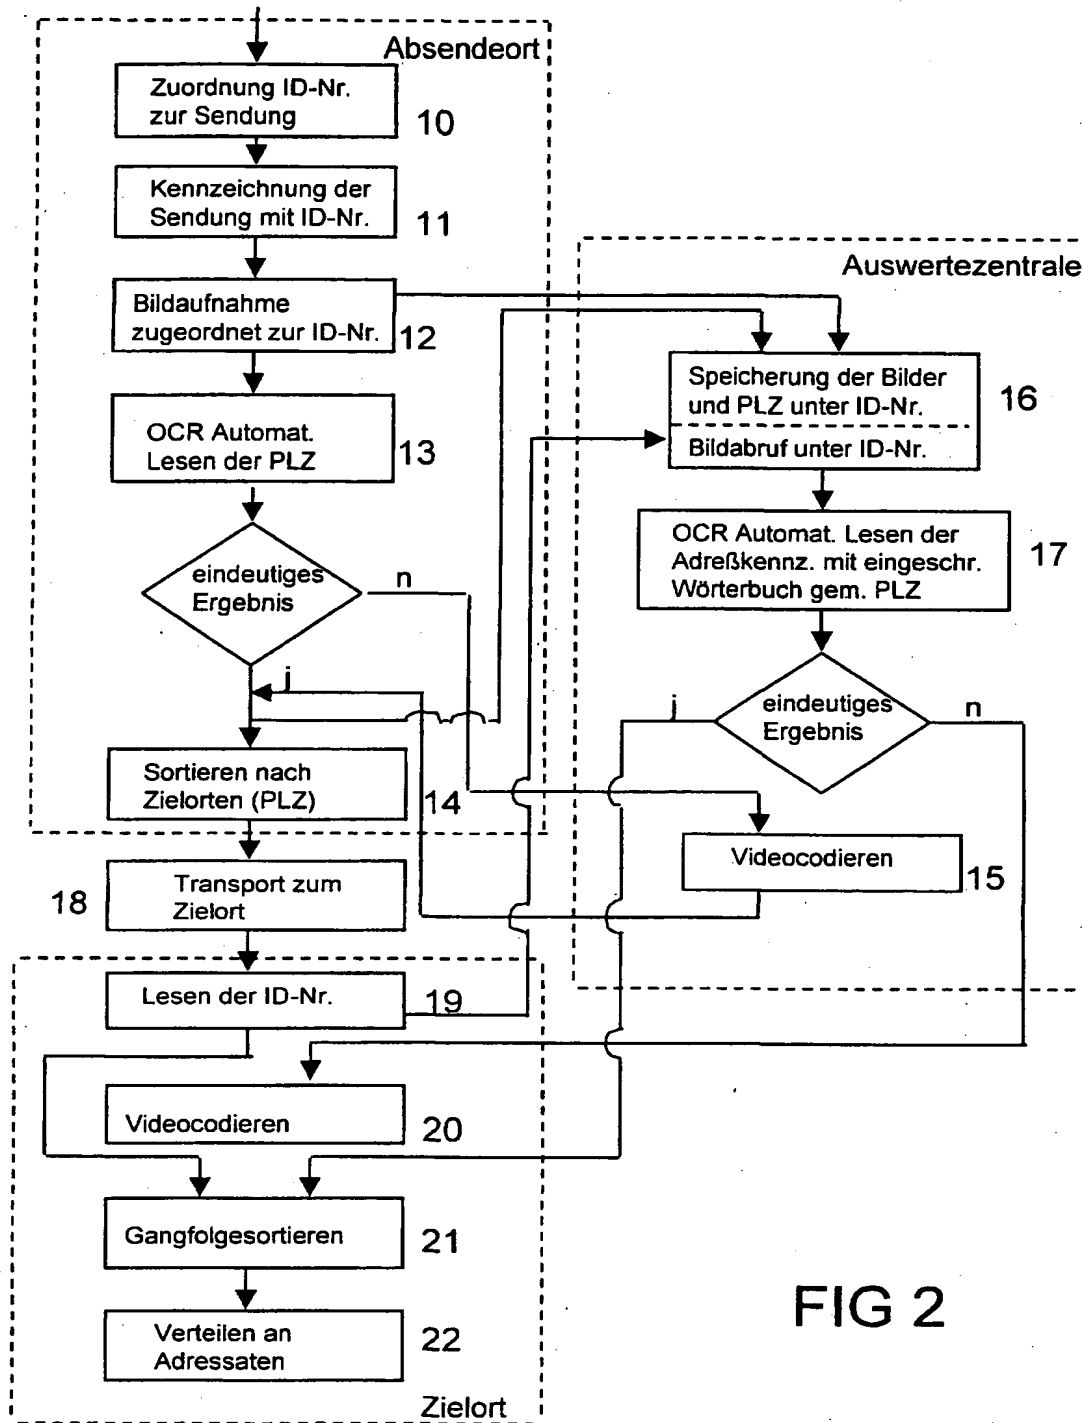 Absendeort
Zuordnung ID-Nr.
zur Sendung
10
Kennzeichnung der
Sendung mit ID-Nr.
11
Bildaufnahme
zugeordnet zur ID-Nr.
12
OCR Automat.
Lesen der PLZ
13
eindeutiges
Ergebnis
n
j
Sortieren nach
Zielorten (PLZ)
14
Auswertezentrale
Speicherung der Bilder
und PLZ unter ID-Nr.
Bildabruf unter ID-Nr.
16
OCR Automat. Lesen der
Adreßkennz. mit eingeschr.
Wörterbuch gem. PLZ
17
eindeutiges
Ergebnis
j
n
Videocodieren
15
18
Transport zum
Zielort
Lesen der ID-Nr.
19
Videocodieren
20
Gangfolgesortieren
21
Verteilen an
Adressaten
22
Zielort
FIG 2